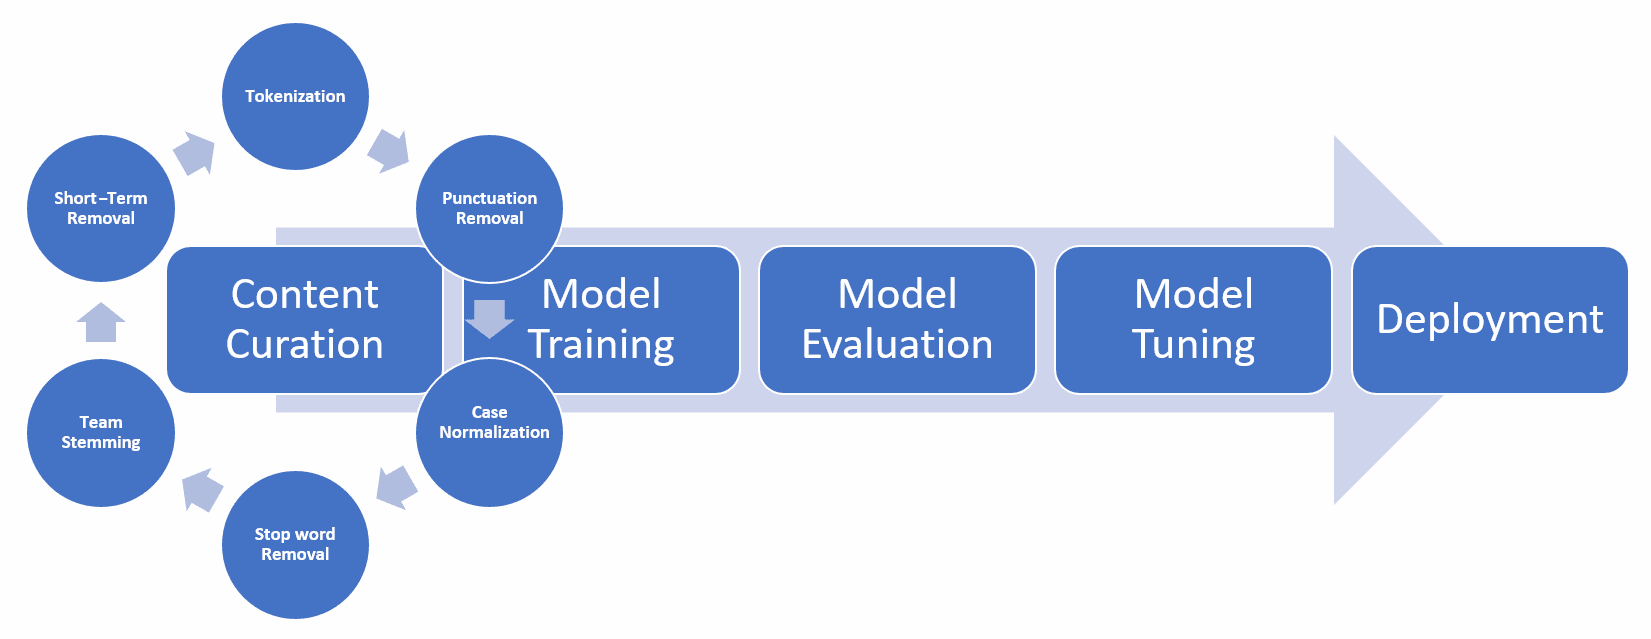 Tokenization
Short–Term
Removal
Punctuation
Removal
Content
Curation
Model
Training
Model
Evaluation
Model
Tuning
Deployment
Team
Stemming
Case
Normalization
Stop word
Removal